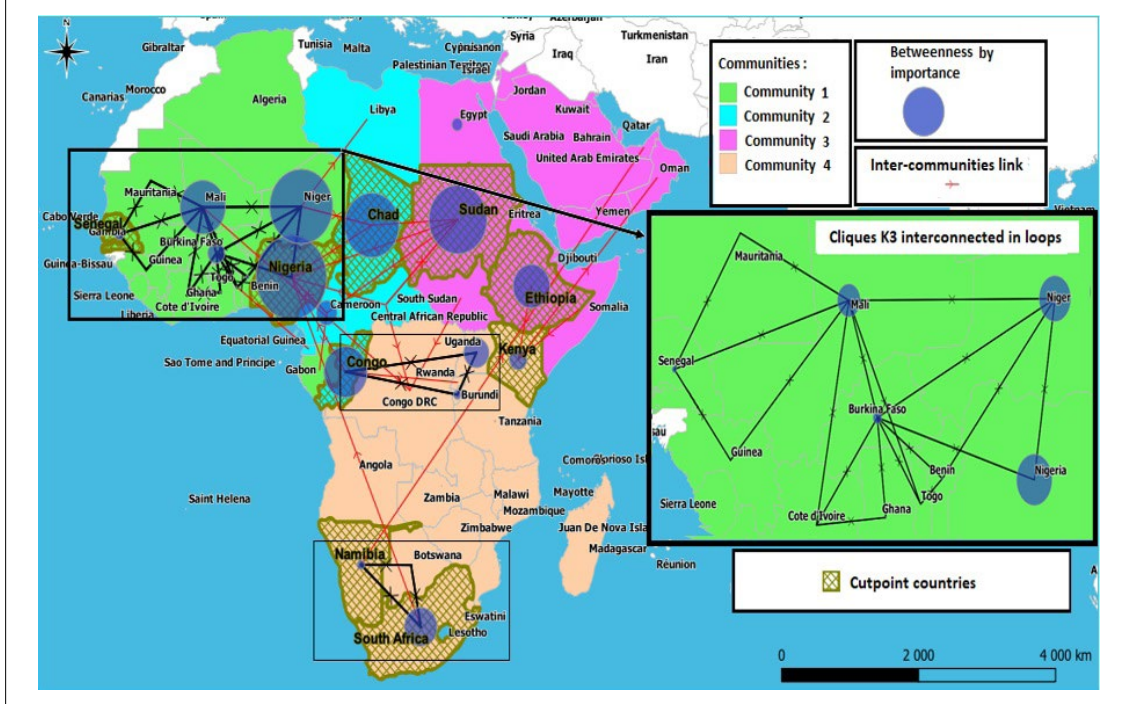 N
Gibraltar
Tunisia
Malta
Syria
Cyprusnanon
Palestinian Territory
Israel
Iraq
Turkmenistan
Iran
Morocco
Canarias
Algeria
Libya
Egypt
Jordan
Kuwait
Saudi Arabia
Bahrain
Qatar
United Arab Emirates
Oman
Yemen
Cabo Verde
Mauritania
Mali
Niger
Chad
Sudan
Eritrea
Senegal
Gambia
Burkina Faso
Guinea-Bissau
Guinea
Togo
Benin
Nigeria
Djibouti
Ethiopia
Somalia
Sierra Leone
Ghana
Cote d'Ivoire
Liberia
Cameroon
South Sudan
Central African Republic
Equatorial Guinea
Sao Tome and Principe
Gabon
Congo
Uganda
Kenya
Rwanda
Burundi
Congo DRC
Tanzania
Angola
Saint Helena
Zambia
Malawi
Mozambique
Comoros
Mayotte
Zimbabwe
Juan De Nova Isla
Madagascar
Réunion
Namibia
Botswana
Eswatini
Lesotho
South Africa
Communities :
Community 1
Community 2
Community 3
Community 4
Betweenness by
importance
Inter-communities link
Cliques K3 interconnected in loops
Mauritania
Mali
Niger
Senegal
Burkina Faso
Guinea
Benin
Nigeria
Togo
Ghana
Cote d'Ivoire
Sierra Leone
Cutpoint countries
0 2 000 4 000 km